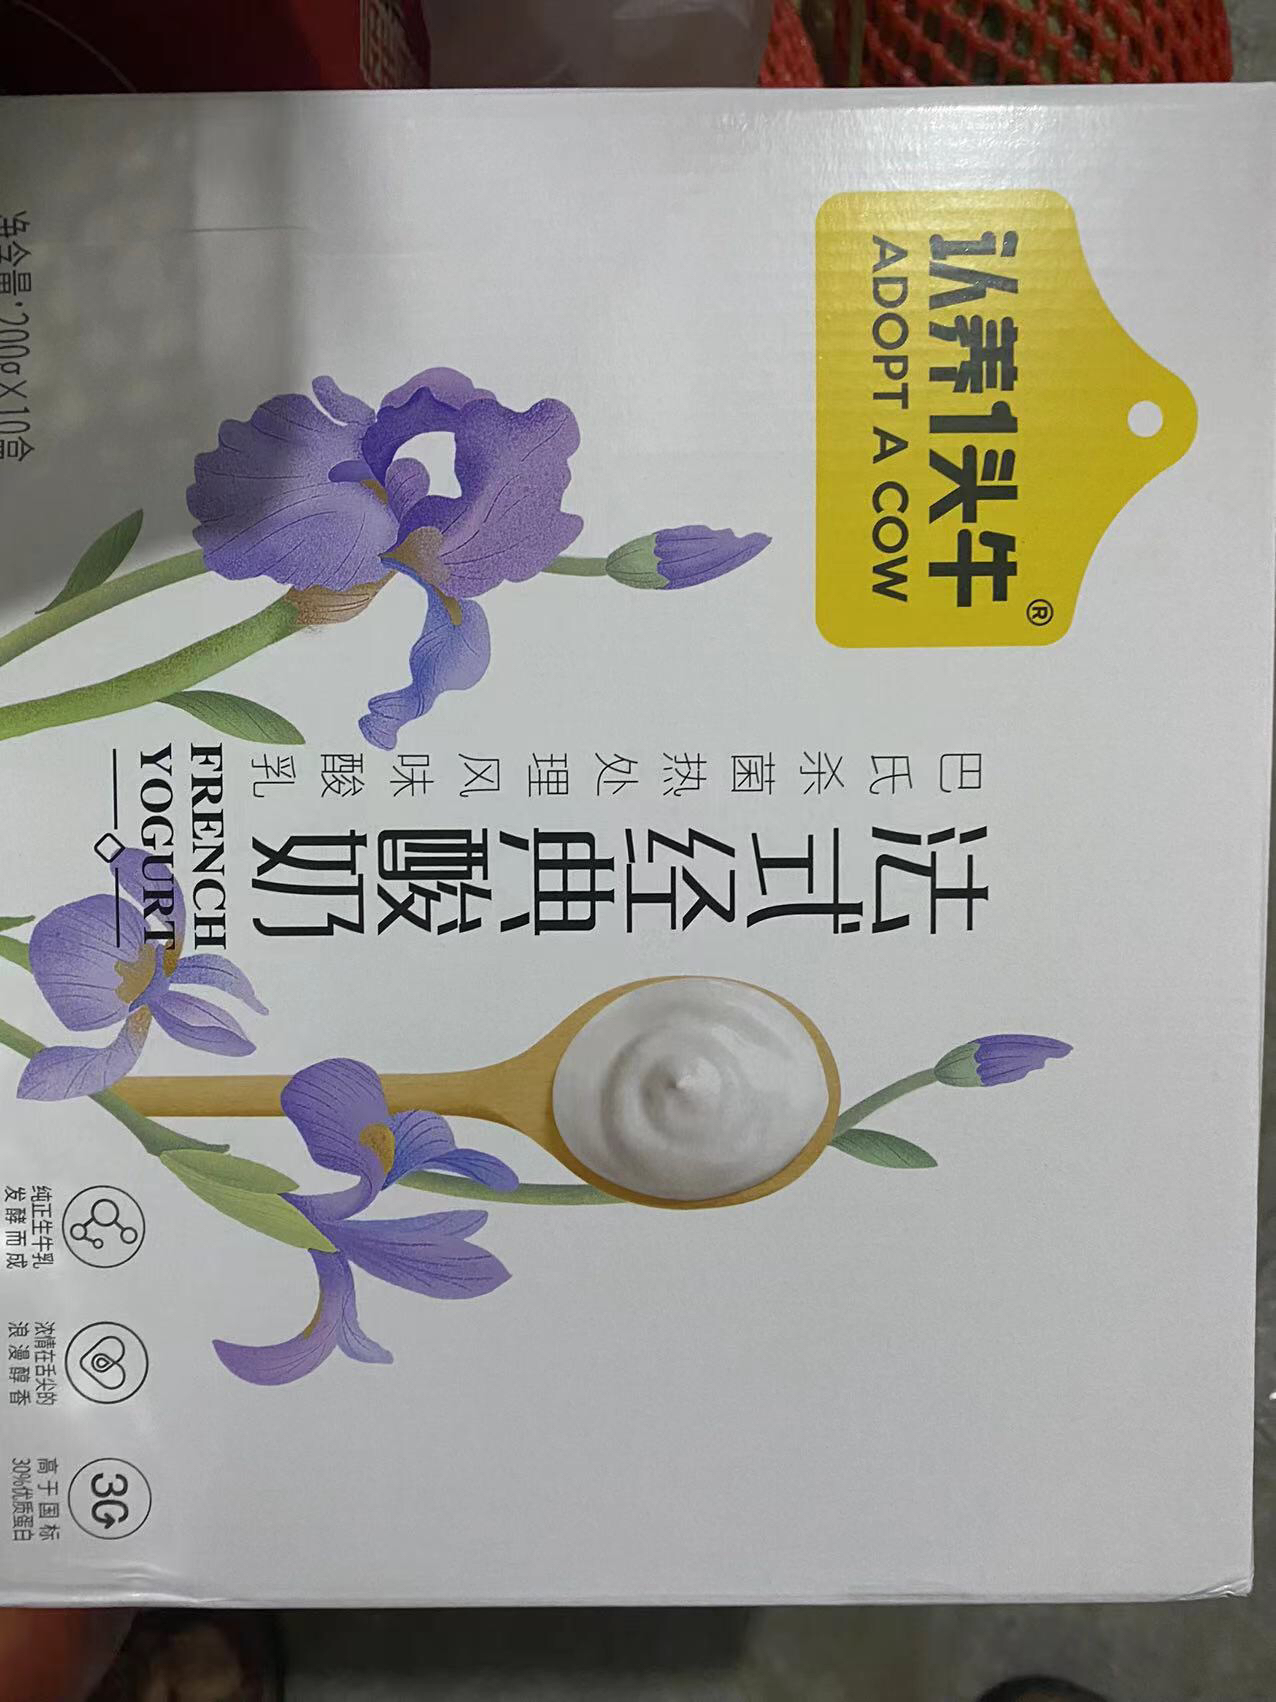 认养1头牛®
ADOPT A COW
法式经典酸奶
巴氏杀菌热处理风味酸乳
FRENCH
YOGURT
纯正生牛乳
发酵而成
浓情在舌尖的
浪漫醇香
3G
高于国标
30%优质蛋白
净含量:200g×10盒